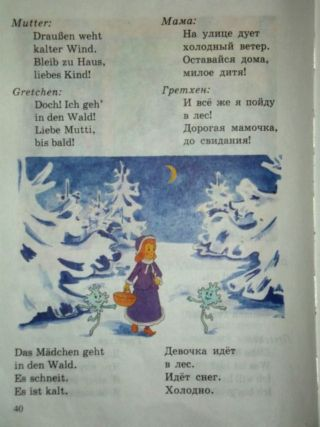 Mutter:
Draußen weht
kalter Wind.
Bleib zu Haus,
liebes Kind!
Gretchen:
Doch! Ich geh'
in den Wald!
Liebe Mutti,
bis bald!
Мама:
На улице дует
холодный ветер.
Оставайся дома,
милое дитя!
Гретхен:
И всё же я пойду
в лес!
Дорогая мамочка,
до свидания!
Das Mädchen geht
in den Wald.
Es schneit.
Es ist kalt.
Девочка идёт
в лес.
Идёт снег.
Холодно.
40